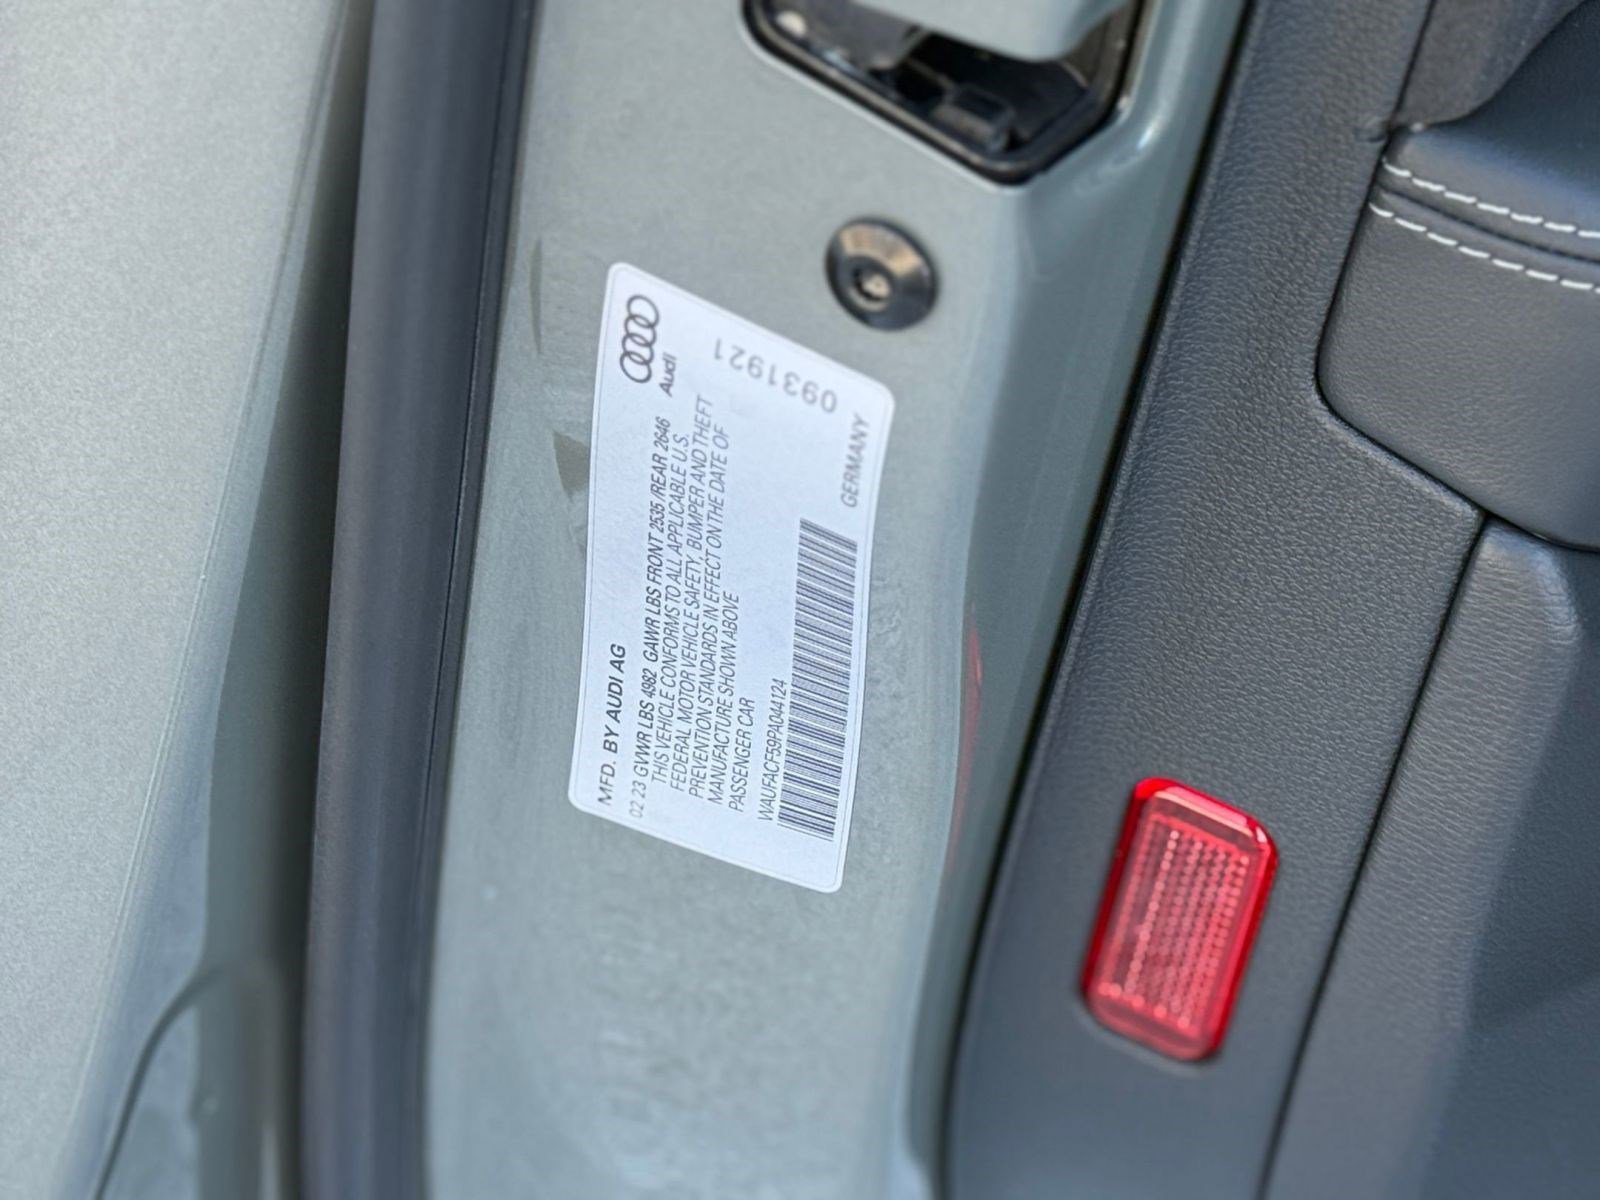 Audi
0931921
MFD. BY AUDI AG
02 23 GVWR LBS 4982 GAWR LBS FRONT 2535 /REAR 2646
THIS VEHICLE CONFORMS TO ALL APPLICABLE U.S.
FEDERAL MOTOR VEHICLE SAFETY, BUMPER AND THEFT
PREVENTION STANDARDS IN EFFECT ON THE DATE OF
MANUFACTURE SHOWN ABOVE
PASSENGER CAR
WAUFACF59PA044124
GERMANY